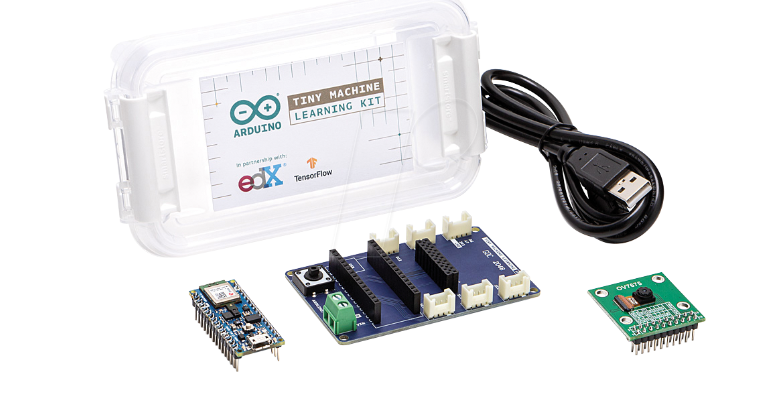 TINY MACHINE
LEARNING KIT
ARDUINO
In partnership with:
edX
TensorFlow
OV7675